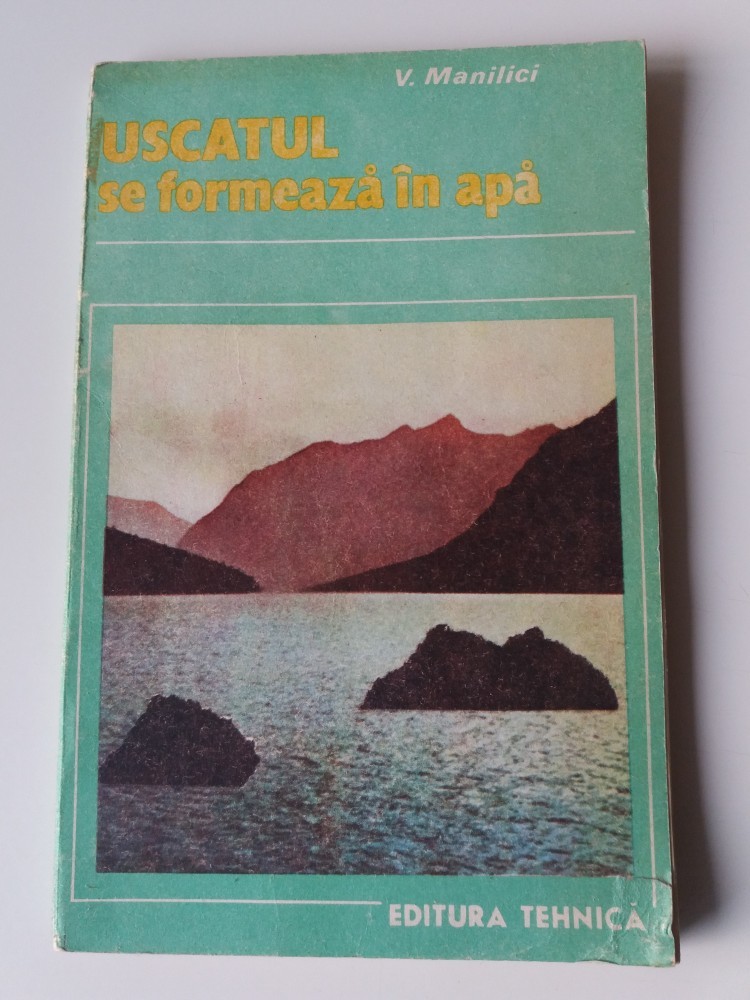 V. Manilici
USCATUL
se formează în apă
EDITURA TEHNICĂ